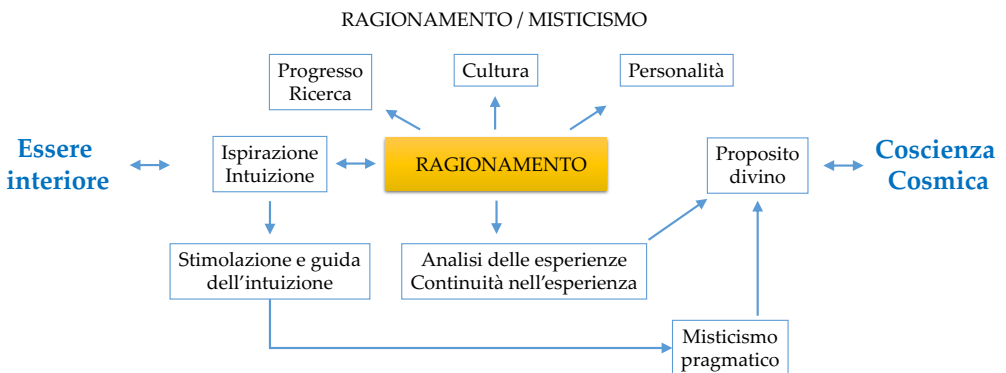 RAGIONAMENTO / MISTICISMO
Progresso
Ricerca
Cultura
Personalità
Essere
interiore
Ispirazione
Intuizione
RAGIONAMENTO
Proposito
divino
Coscienza
Cosmica
Stimolazione e guida
dell'intuizione
Analisi delle esperienze
Continuità nell'esperienza
Misticismo
pragmatico